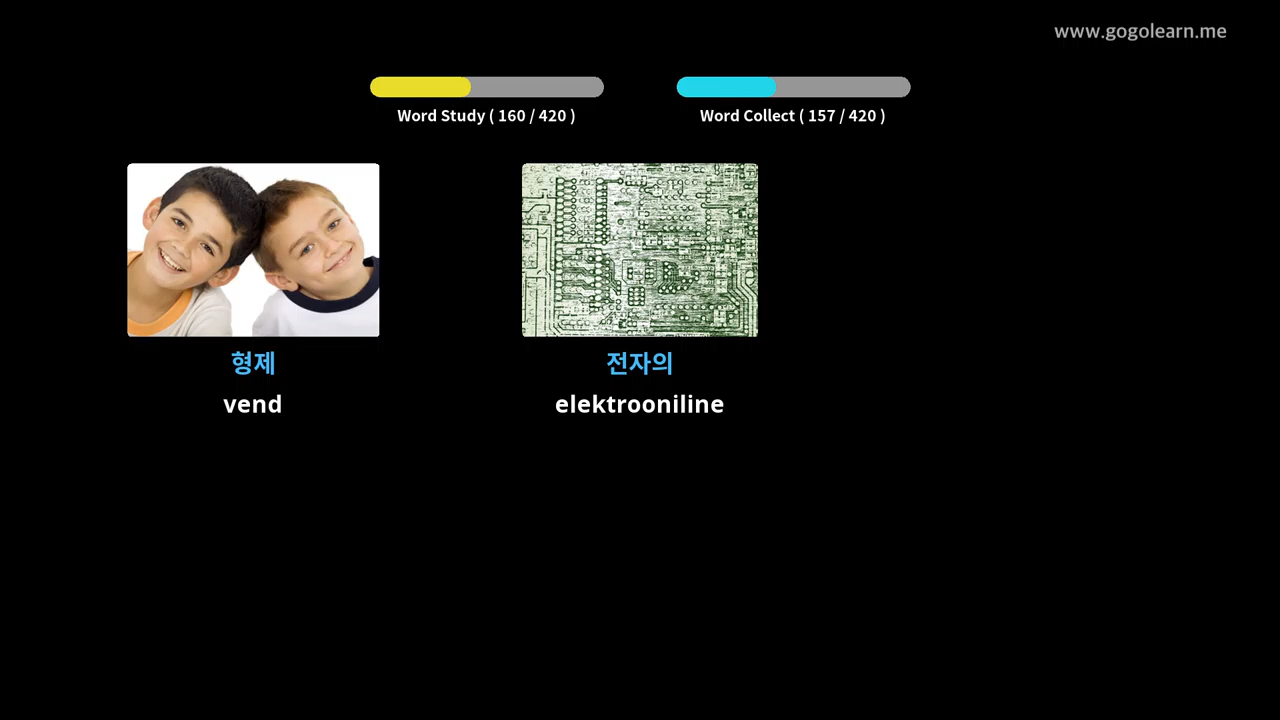 www.gogolearn.me
Word Study ( 160 / 420 )
Word Collect ( 157 / 420 )
형제
전자의
vend
elektrooniline